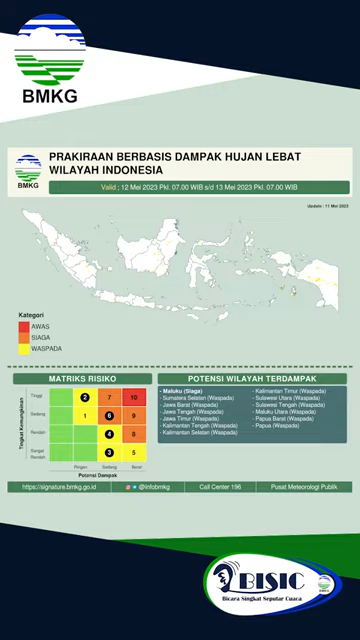 BMKG
BMKG
PRAKIRAAN BERBASIS DAMPAK HUJAN LEBAT
WILAYAH INDONESIA
Valid ; 12 Mei 2023 Pkl. 07.00 WIB s/d 13 Mei 2023 Pkl. 07.00 WIB
Update : 11 Mei 2023
Kategori
AWAS
SIAGA
WASPADA
MATRIKS RISIKO
Tingkat Kemungkinan
Tinggi 2 7 10
Sedang 1 6 9
Rendah 4 8
Sangat Rendah 3 5
Ringan Sedang Berat
Potensi Dampak
POTENSI WILAYAH TERDAMPAK
- Maluku (Siaga)
- Sumatera Selatan (Waspada)
- Jawa Barat (Waspada)
- Jawa Tengah (Waspada)
- Jawa Timur (Waspada)
- Kalimantan Tengah (Waspada)
- Kalimantan Selatan (Waspada)
- Kalimantan Timur (Waspada)
- Sulawesi Utara (Waspada)
- Sulawesi Tengah (Waspada)
- Maluku Utara (Waspada)
- Papua Barat (Waspada)
- Papua (Waspada)
https://signature.bmkg.go.id
@infobmkg
Call Center 196
Pusat Meteorologi Publik
BISIC
Bicara Singkat Seputar Cuaca